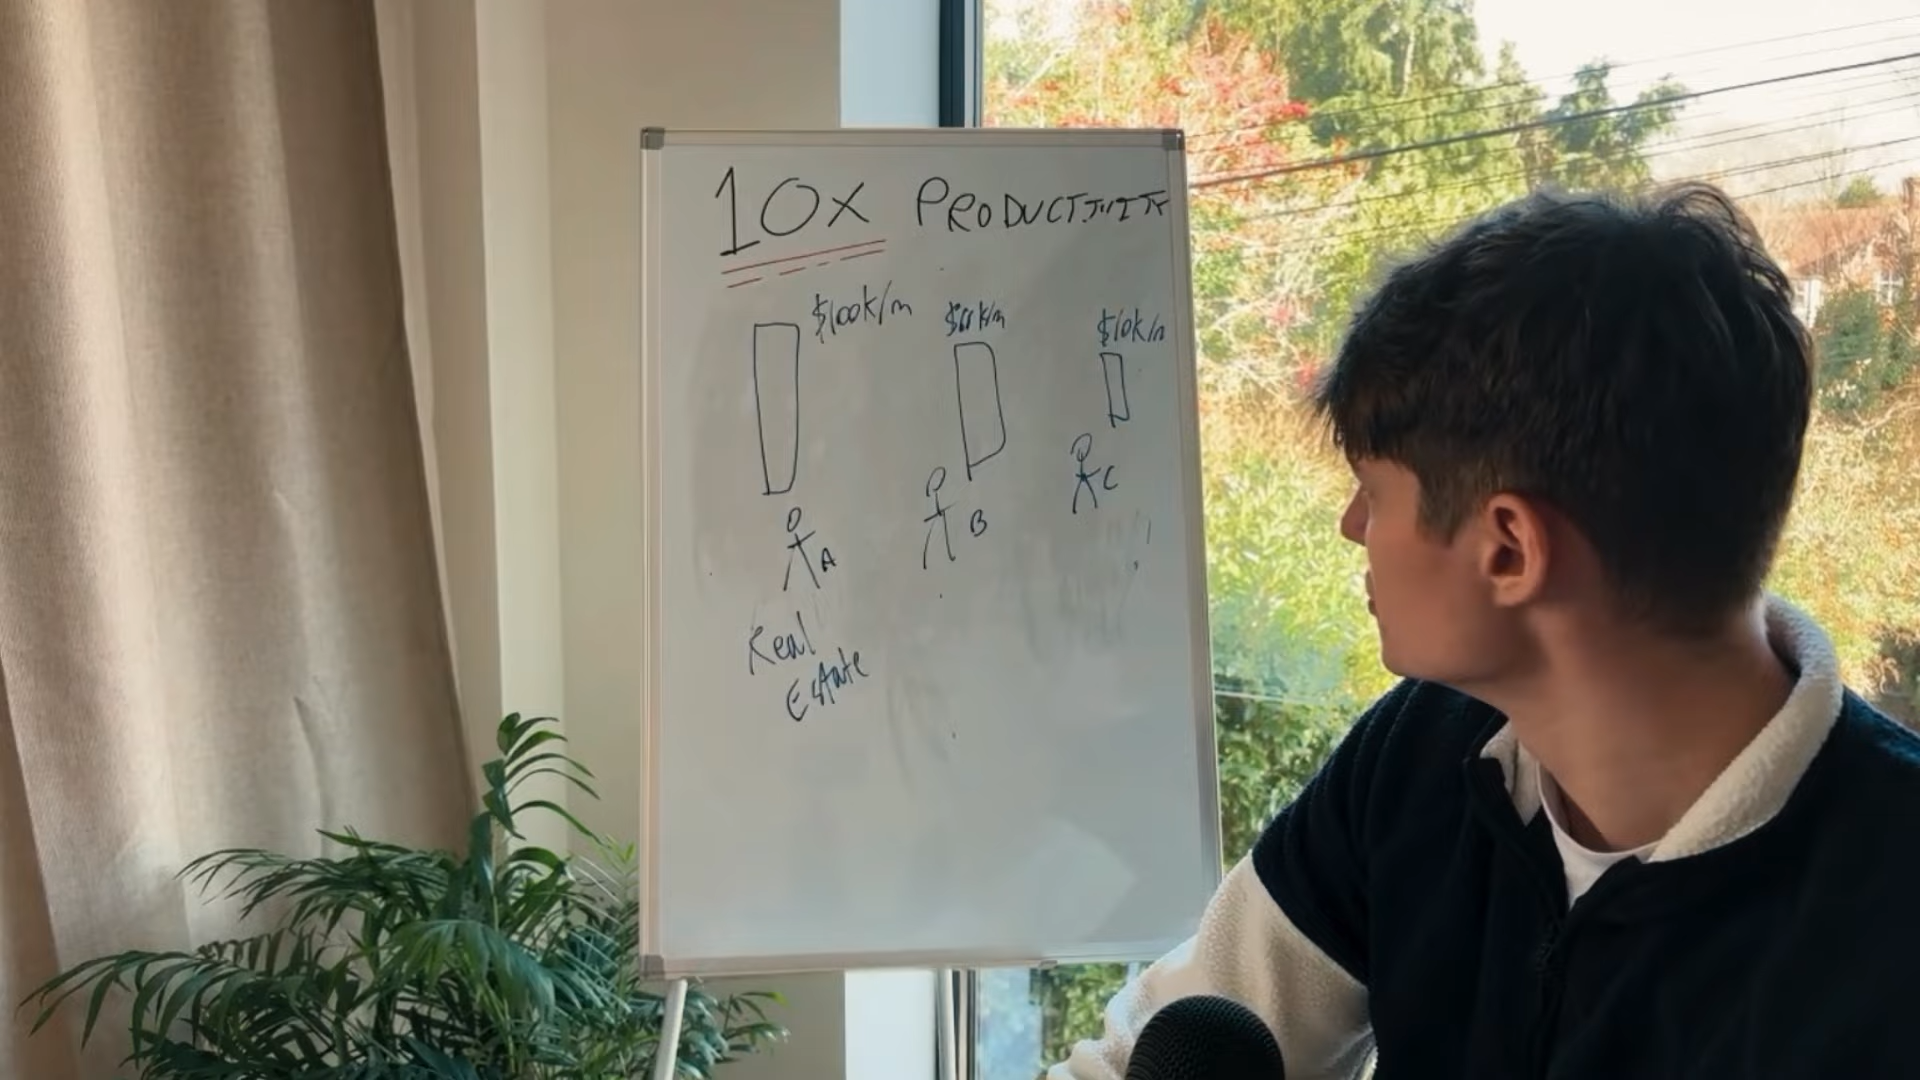 10x PRODUCTIVITY
$100k/m
$10k/m
A
B
C
Real
Estate